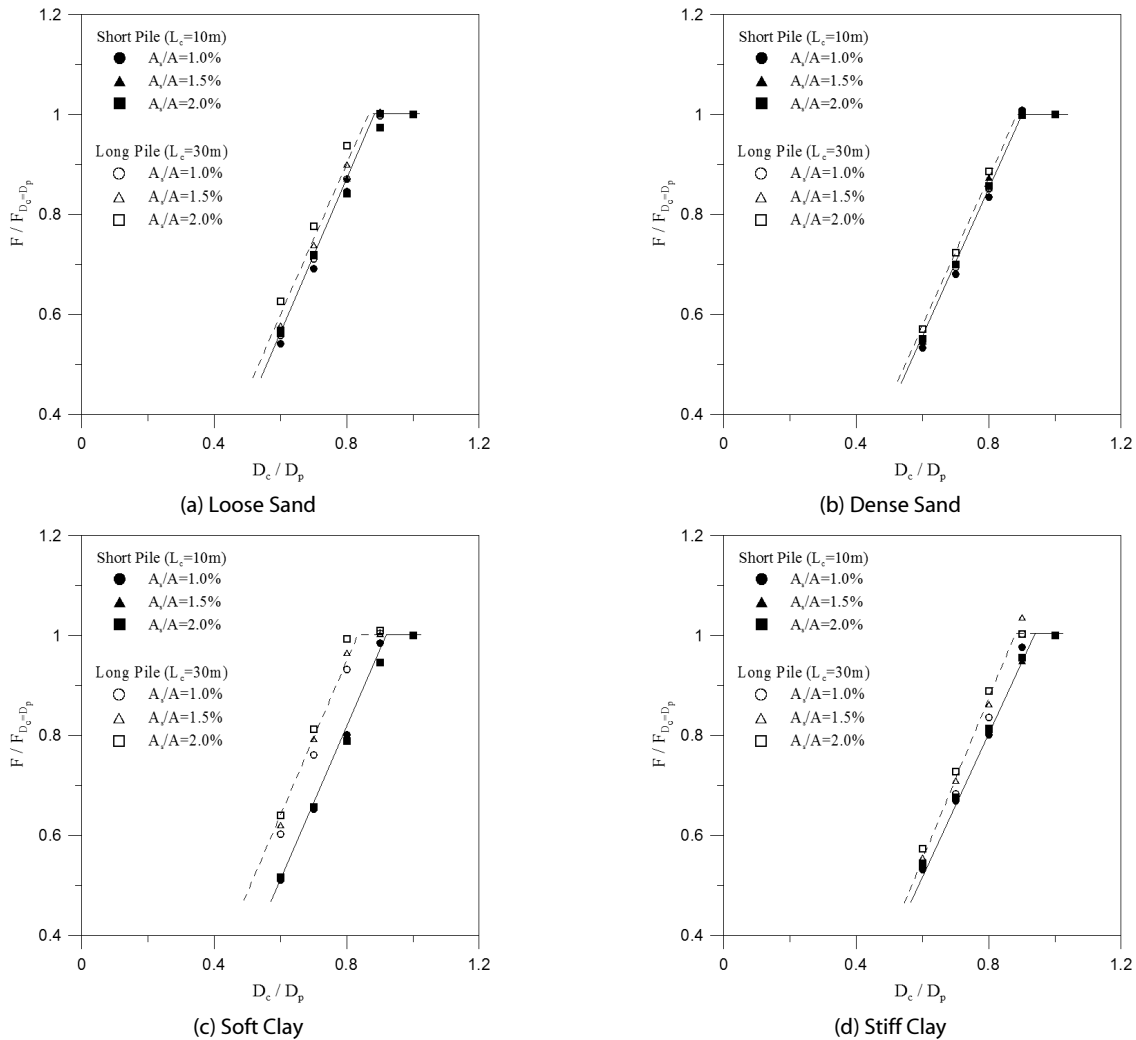 1.2
1
0.8
0.6
0.4
F / F_{D_c=D_p}
Short Pile (L_c=10m)
● A_s/A=1.0%
▲ A_s/A=1.5%
■ A_s/A=2.0%
Long Pile (L_c=30m)
○ A_s/A=1.0%
△ A_s/A=1.5%
□ A_s/A=2.0%
0 0.4 0.8 1.2
D_c / D_p
(a) Loose Sand
1.2
1
0.8
0.6
0.4
F / F_{D_c=D_p}
Short Pile (L_c=10m)
● A_s/A=1.0%
▲ A_s/A=1.5%
■ A_s/A=2.0%
Long Pile (L_c=30m)
○ A_s/A=1.0%
△ A_s/A=1.5%
□ A_s/A=2.0%
0 0.4 0.8 1.2
D_c / D_p
(b) Dense Sand
1.2
1
0.8
0.6
0.4
F / F_{D_c=D_p}
Short Pile (L_c=10m)
● A_s/A=1.0%
▲ A_s/A=1.5%
■ A_s/A=2.0%
Long Pile (L_c=30m)
○ A_s/A=1.0%
△ A_s/A=1.5%
□ A_s/A=2.0%
0 0.4 0.8 1.2
D_c / D_p
(c) Soft Clay
1.2
1
0.8
0.6
0.4
F / F_{D_c=D_p}
Short Pile (L_c=10m)
● A_s/A=1.0%
▲ A_s/A=1.5%
■ A_s/A=2.0%
Long Pile (L_c=30m)
○ A_s/A=1.0%
△ A_s/A=1.5%
□ A_s/A=2.0%
0 0.4 0.8 1.2
D_c / D_p
(d) Stiff Clay